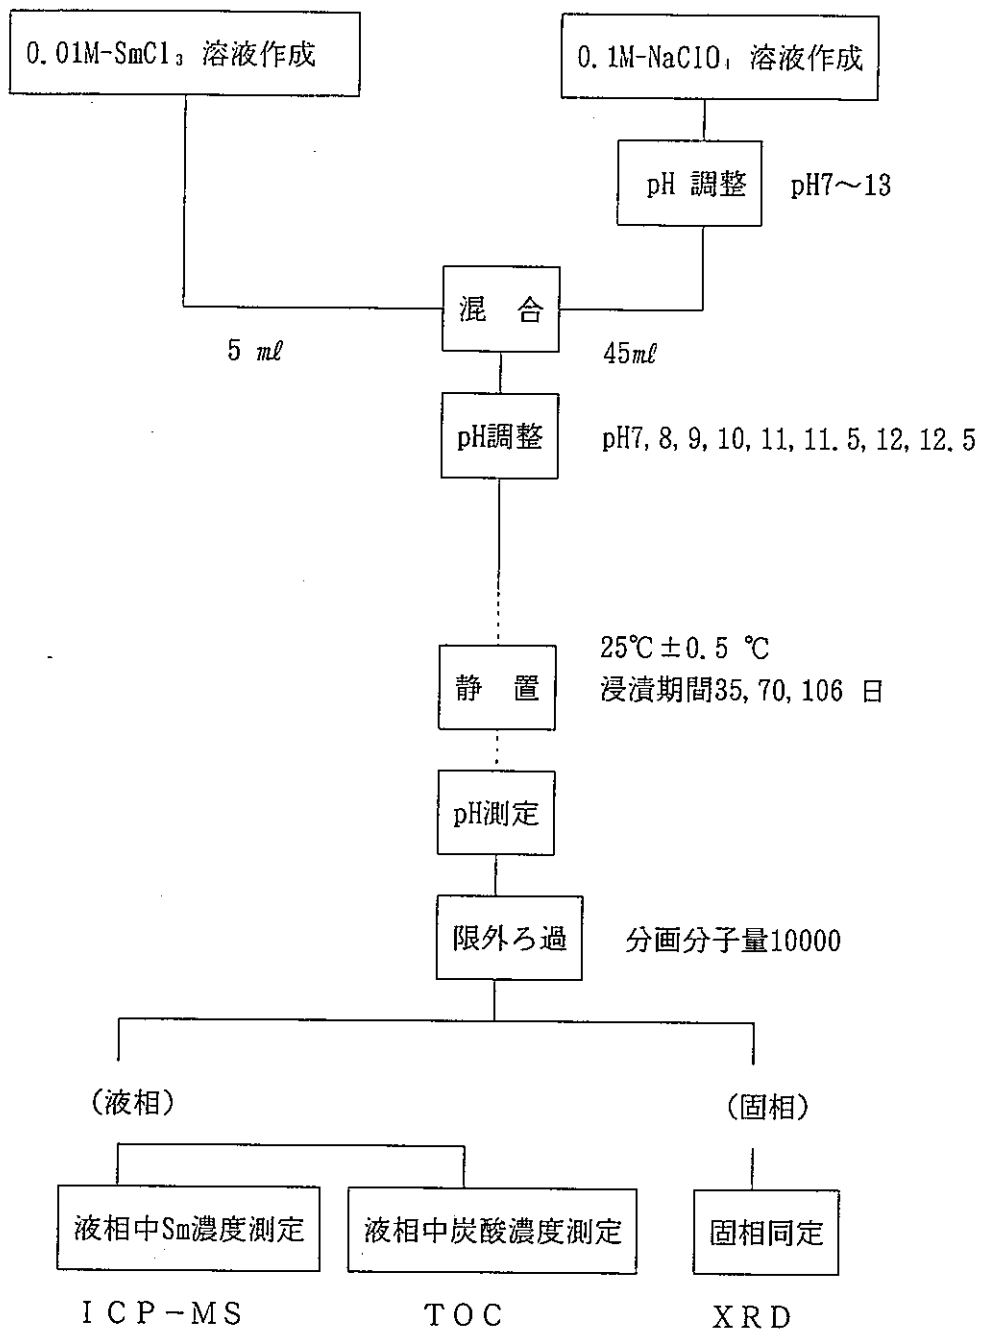 0.01M-SmCl₃ 溶液作成
0.1M-NaClO₄ 溶液作成
pH 調整
pH7～13
混 合
5 mℓ
45mℓ
pH調整
pH7, 8, 9, 10, 11, 11.5, 12, 12.5
静 置
25℃±0.5 ℃
浸漬期間35, 70, 106 日
pH測定
限外ろ過
分画分子量10000
(液相)
(固相)
液相中Sm濃度測定
液相中炭酸濃度測定
固相同定
ICP-MS
TOC
XRD